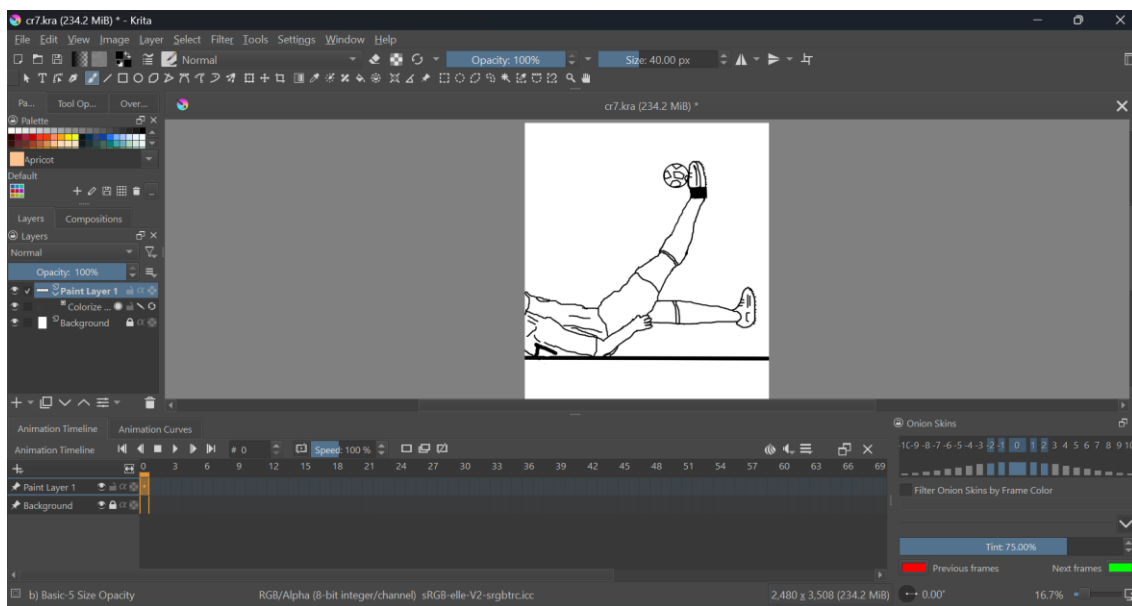 cr7.kra (234.2 MiB) * - Krita
File Edit View Image Layer Select Filter Tools Settings Window Help
Normal Opacity: 100% Size: 40.00 px
Pa... Tool Op... Over... cr7.kra (234.2 MiB) *
Palette
Apricot
Default
Layers Compositions
Layers
Normal
Opacity: 100%
Paint Layer 1
Colorize ...
Background
Animation Timeline Animation Curves
Animation Timeline # 0 Speed: 100 %
0 3 6 9 12 15 18 21 24 27 30 33 36 39 42 45 48 51 54 57 60 63 66 69
Paint Layer 1
Background
Onion Skins
-10 -9 -8 -7 -6 -5 -4 -3 -2 -1 0 1 2 3 4 5 6 7 8 9 10
Filter Onion Skins by Frame Color
Tint: 75.00%
Previous frames Next frames
b) Basic-5 Size Opacity RGB/Alpha (8-bit integer/channel) sRGB-elle-V2-srgbtrc.icc 2,480 x 3,508 (234.2 MiB) 0.00° 16.7%